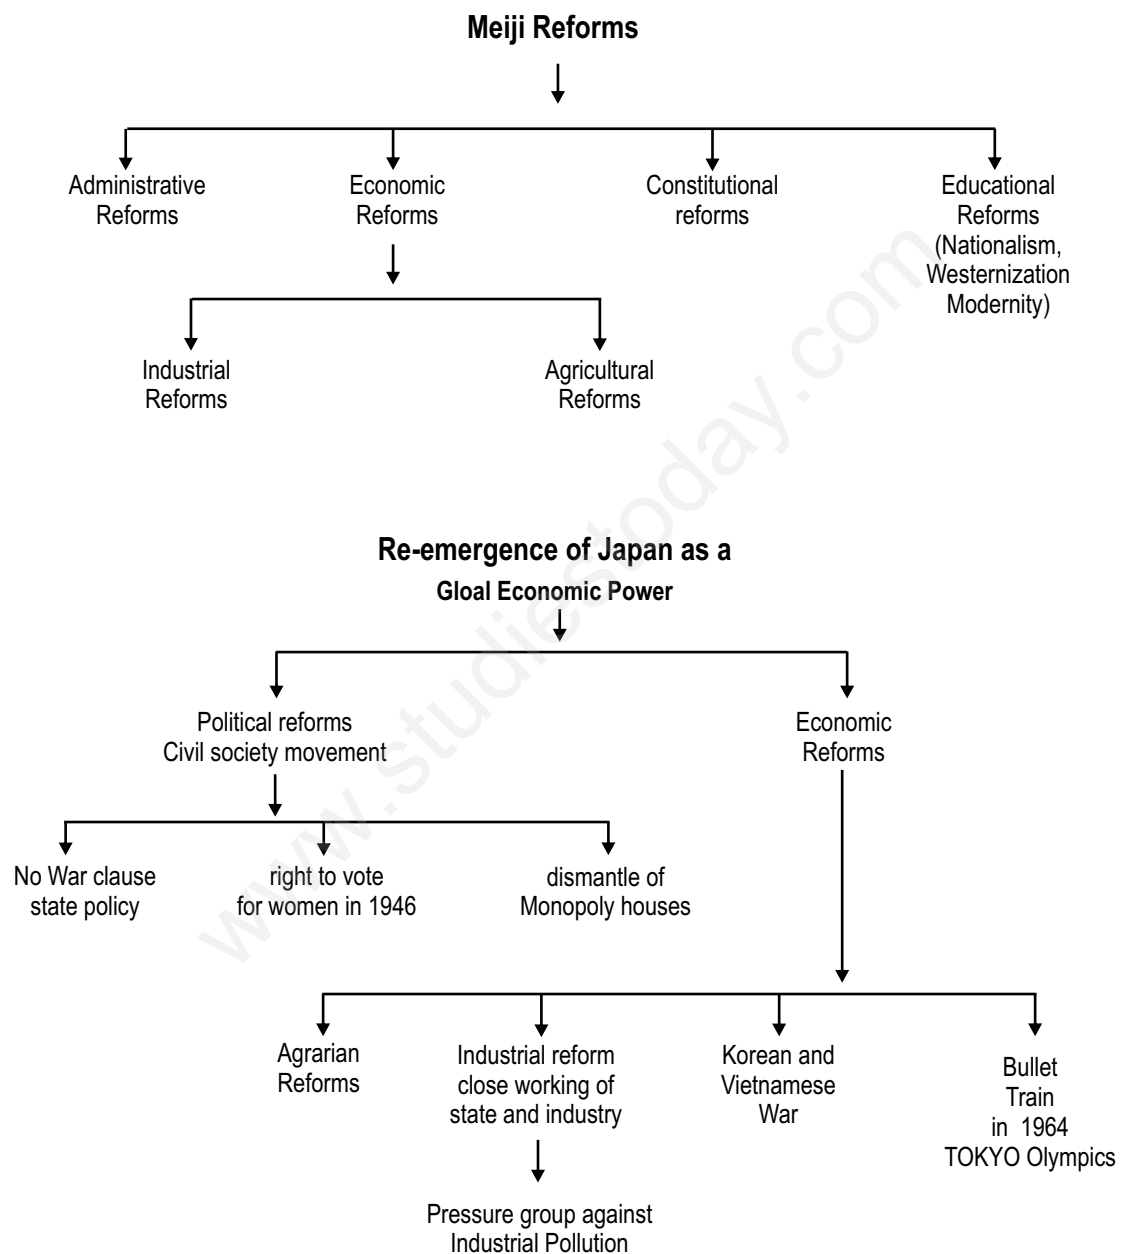 Meiji Reforms
Administrative
Reforms
Economic
Reforms
Constitutional
reforms
Educational
Reforms
(Nationalism,
Westernization
Modernity)
Industrial
Reforms
Agricultural
Reforms
Re-emergence of Japan as a
Gloal Economic Power
Political reforms
Civil society movement
Economic
Reforms
No War clause
state policy
right to vote
for women in 1946
dismantle of
Monopoly houses
Agrarian
Reforms
Industrial reform
close working of
state and industry
Korean and
Vietnamese
War
Bullet
Train
in 1964
TOKYO Olympics
Pressure group against
Industrial Pollution
www.studiestoday.com